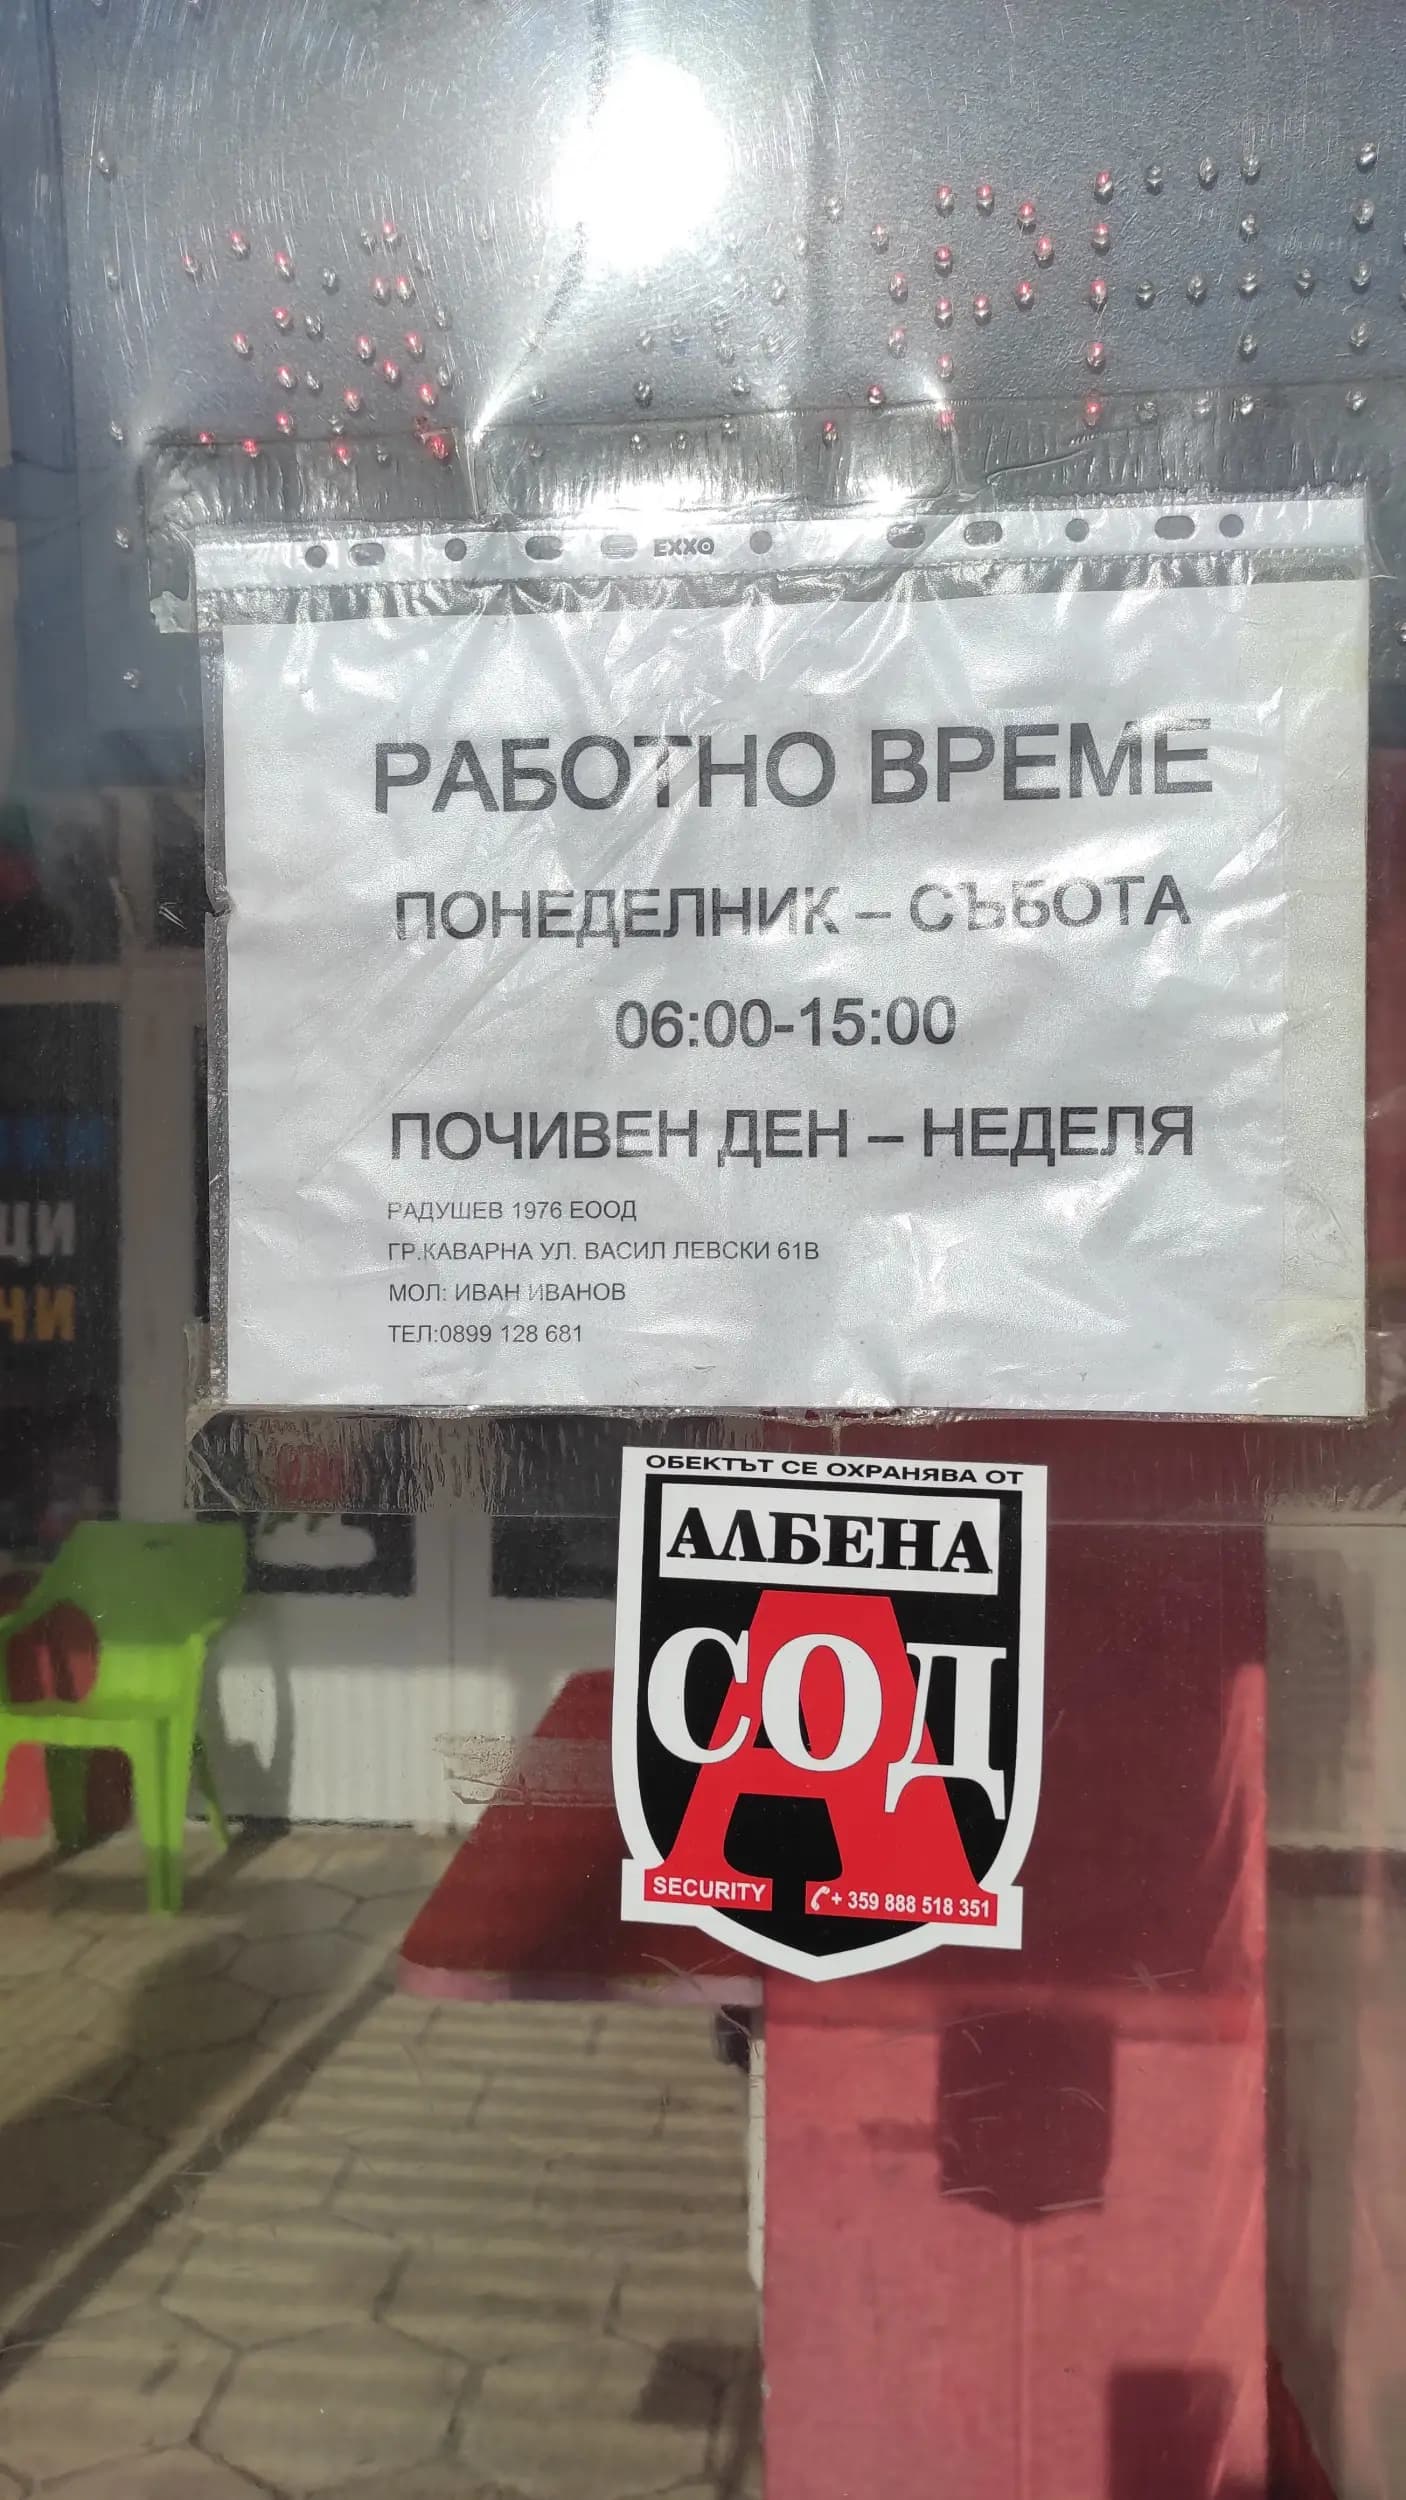 EXXO
РАБОТНО ВРЕМЕ
ПОНЕДЕЛНИК – СЪБОТА
06:00-15:00
ПОЧИВЕН ДЕН – НЕДЕЛЯ
РАДУШЕВ 1976 ЕООД
ГР.КАВАРНА УЛ. ВАСИЛ ЛЕВСКИ 61В
МОЛ: ИВАН ИВАНОВ
ТЕЛ:0899 128 681
ОБЕКТЪТ СЕ ОХРАНЯВА ОТ
АЛБЕНА
СОД
А
SECURITY
+ 359 888 518 351